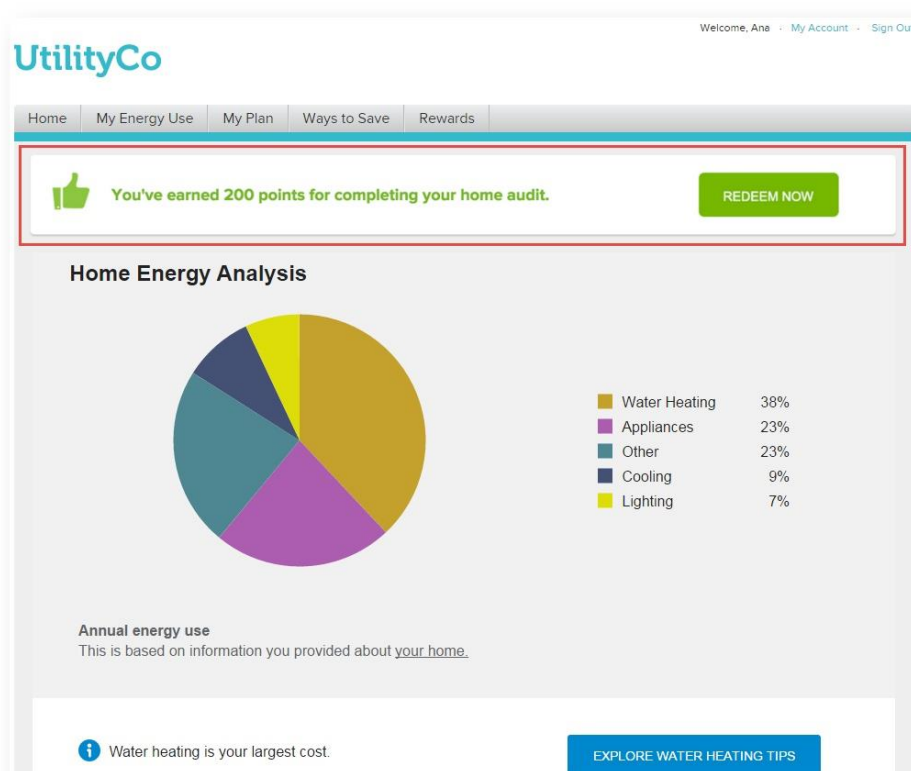 Welcome, Ana · My Account · Sign Ou
UtilityCo
Home My Energy Use My Plan Ways to Save Rewards
You've earned 200 points for completing your home audit. REDEEM NOW
Home Energy Analysis
Water Heating 38%
Appliances 23%
Other 23%
Cooling 9%
Lighting 7%
Annual energy use
This is based on information you provided about your home.
Water heating is your largest cost. EXPLORE WATER HEATING TIPS